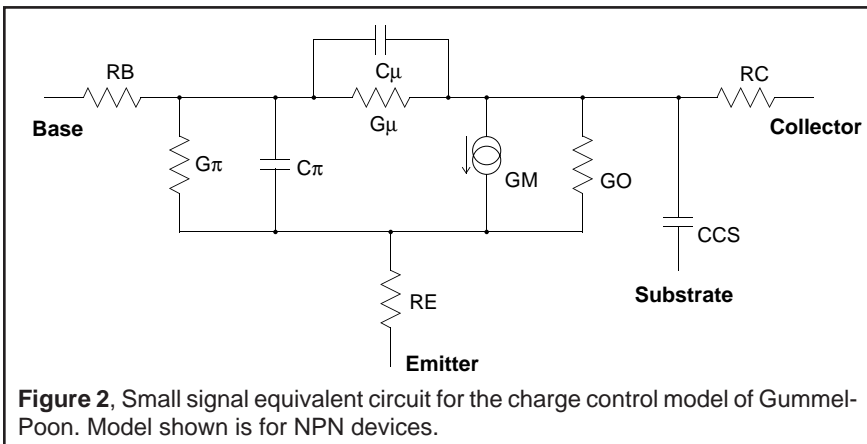 Cμ
RB
RC
Base
Gμ
Collector
Gπ
Cπ
GM
GO
CCS
Substrate
RE
Emitter
Figure 2, Small signal equivalent circuit for the charge control model of Gummel-
Poon. Model shown is for NPN devices.